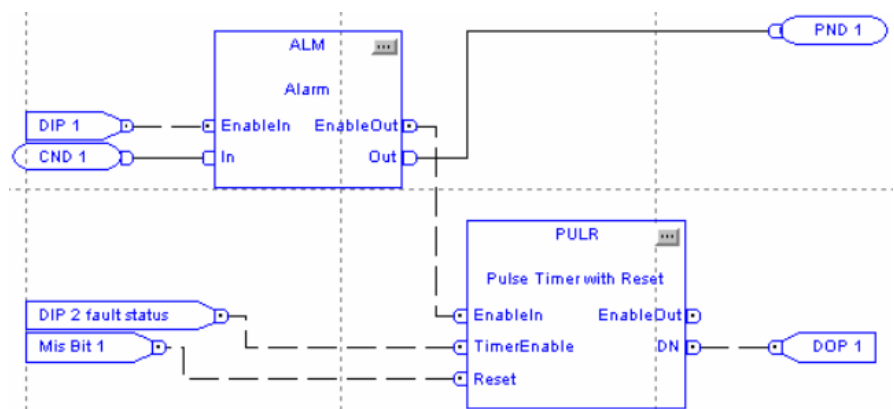 ALM
PND 1
Alarm
DIP 1
EnableIn
EnableOut
CND 1
In
Out
PULR
Pulse Timer with Reset
DIP 2 fault status
EnableIn
EnableOut
Mis Bit 1
TimerEnable
DN
DOP 1
Reset